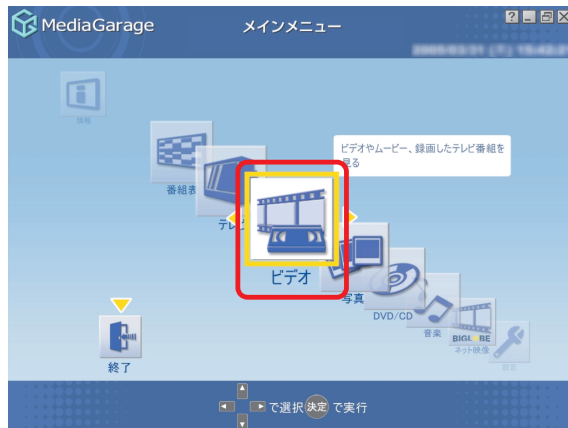 MediaGarage
メインメニュー
情報
ビデオやムービー、録画したテレビ番組を
見る
番組表
テレビ
ビデオ
写真
DVD/CD
音楽
BIGLOBE
ネット映像
設定
終了
で選択 決定 で実行